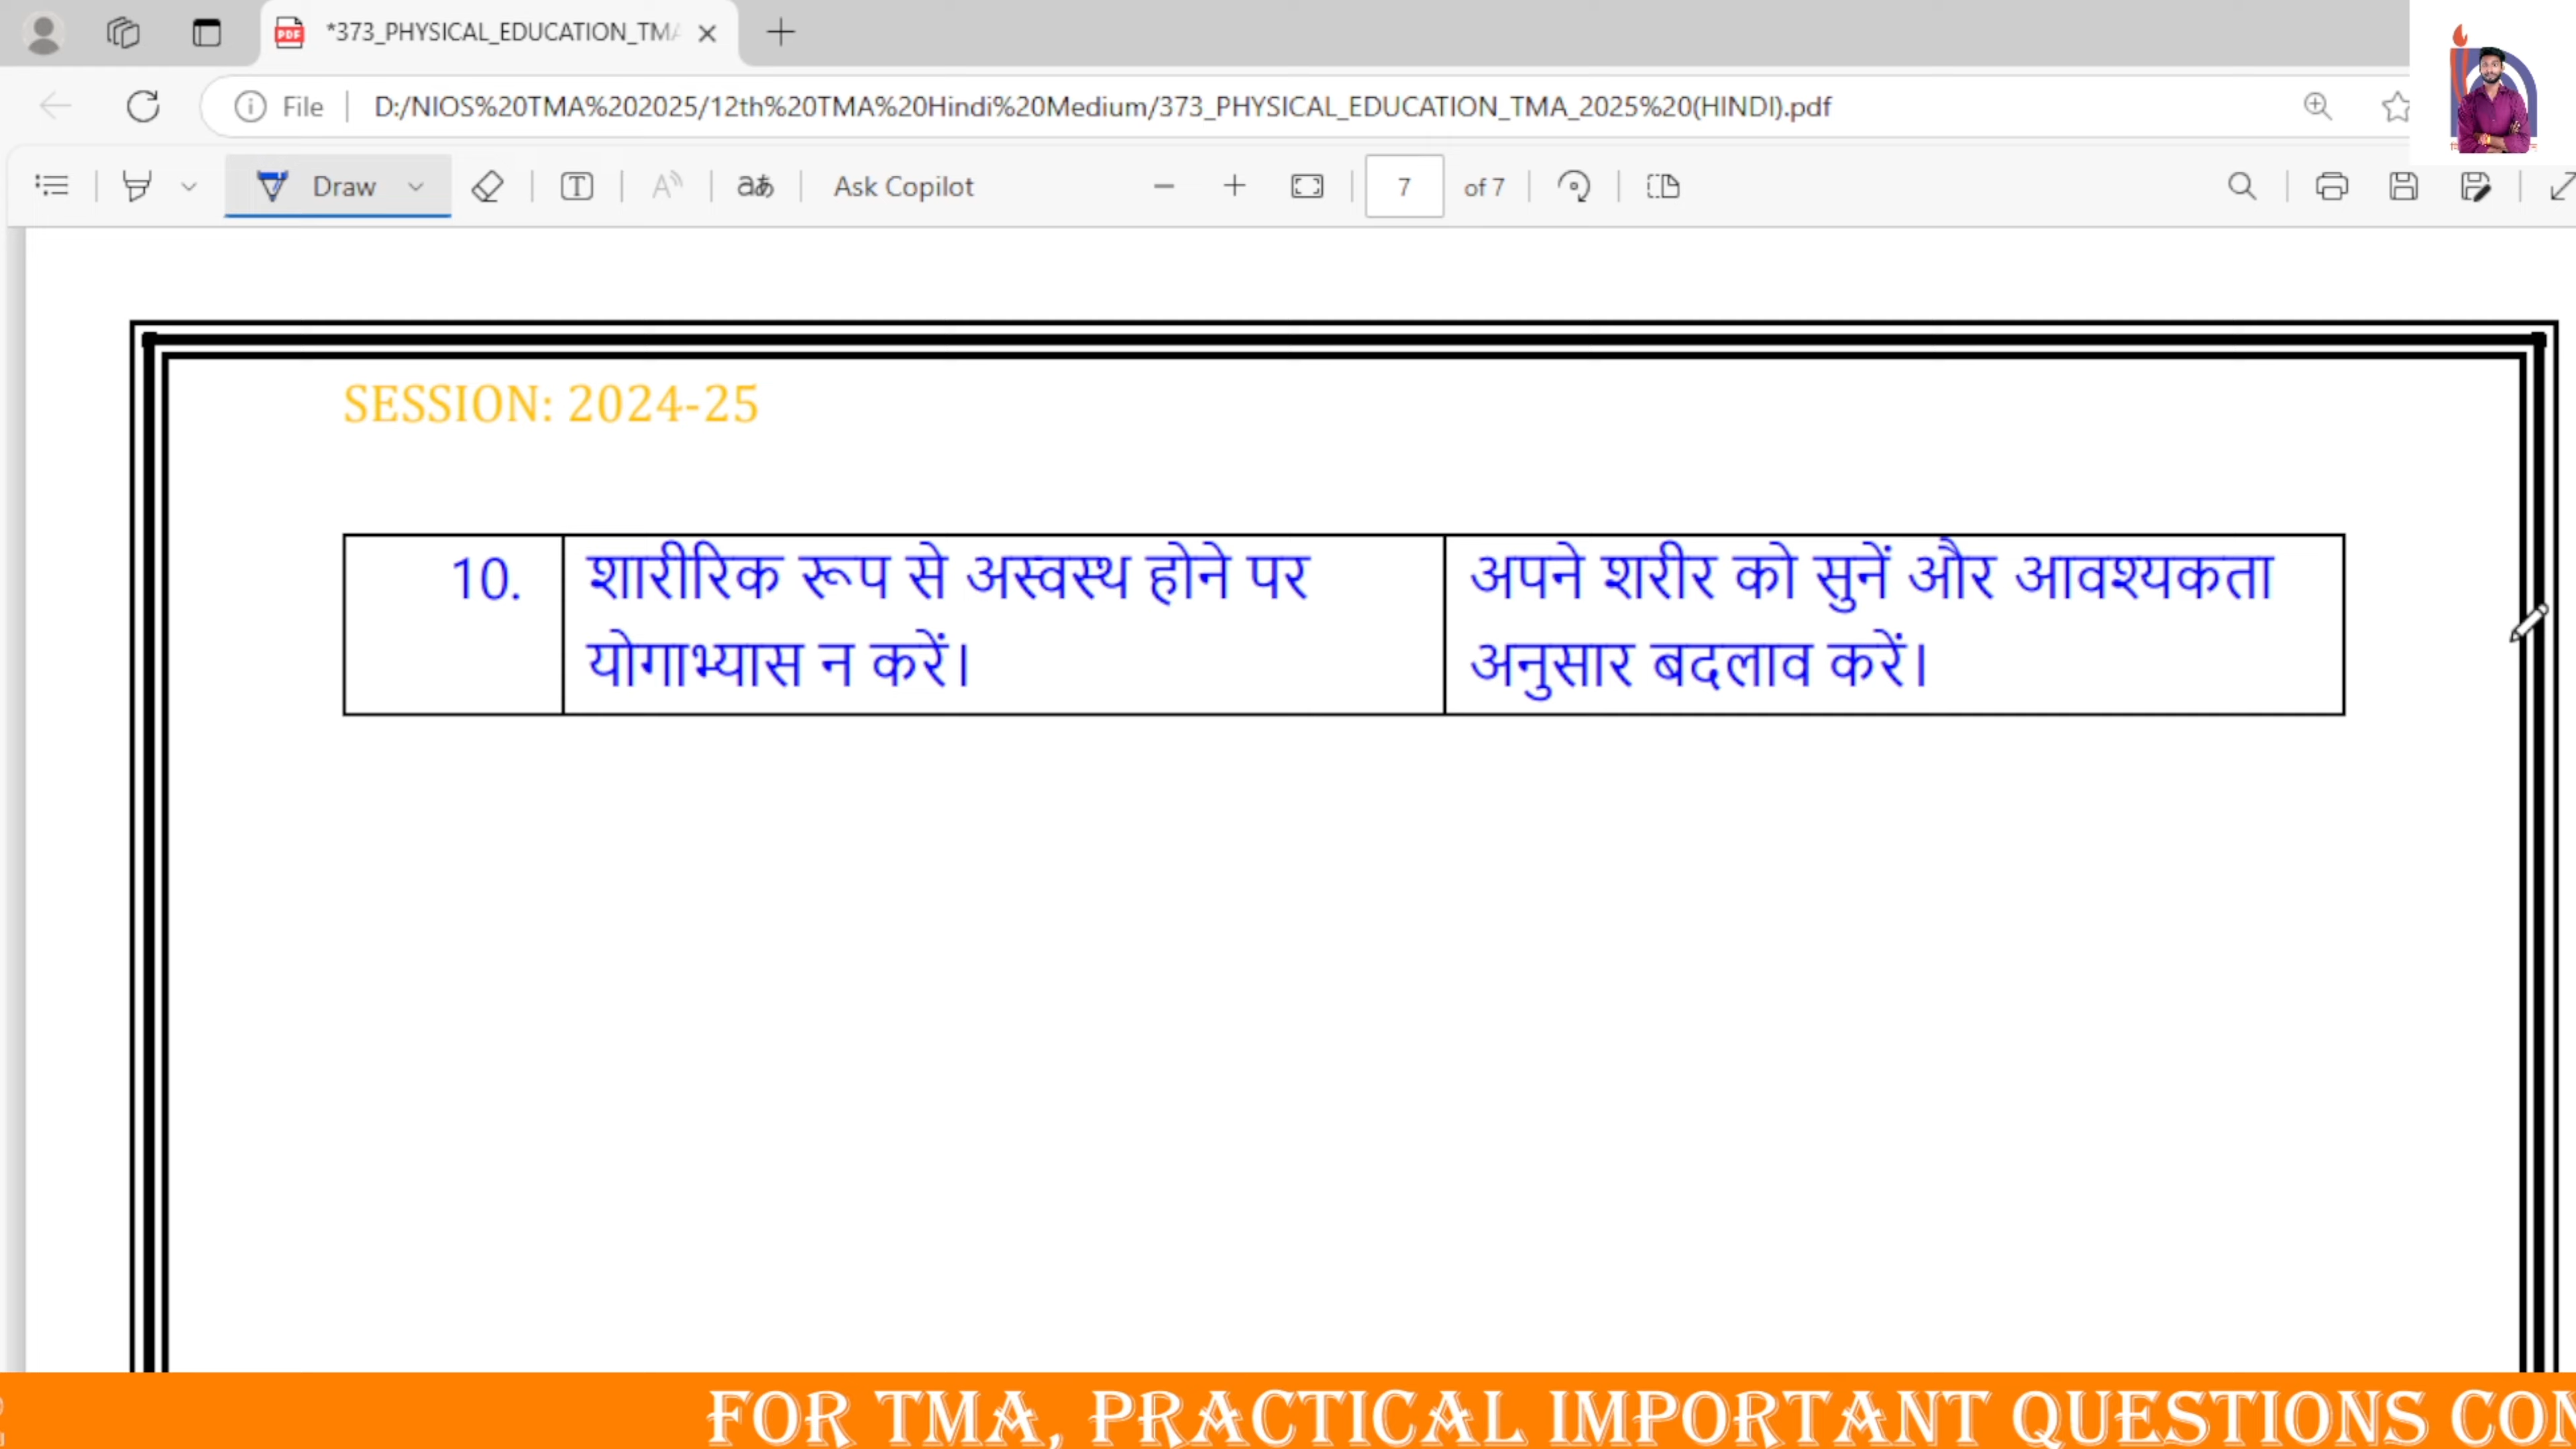 *373_PHYSICAL_EDUCATION_TMA
File
D:/NIOS%20TMA%202025/12th%20TMA%20Hindi%20Medium/373_PHYSICAL_EDUCATION_TMA_2025%20(HINDI).pdf
Draw
Ask Copilot
7 of 7
SESSION: 2024-25
10. शारीरिक रूप से अस्वस्थ होने पर
योगाभ्यास न करें।
अपने शरीर को सुनें और आवश्यकता
अनुसार बदलाव करें।
FOR TMA, PRACTICAL IMPORTANT QUESTIONS CON